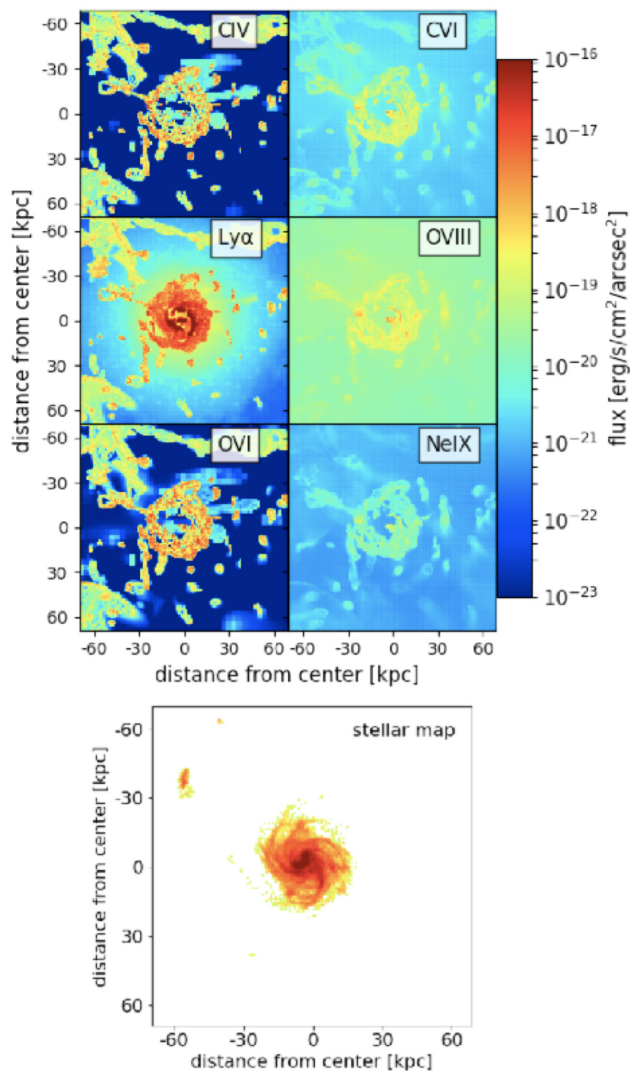 -60
-30
0
30
60
CIV
CVI
-60
-30
0
30
60
Lyα
OVIII
-60
-30
0
30
60
OVI
NeIX
distance from center [kpc]
-60 -30 0 30 60 -60 -30 0 30 60
distance from center [kpc]
10⁻¹⁶
10⁻¹⁷
10⁻¹⁸
10⁻¹⁹
10⁻²⁰
10⁻²¹
10⁻²²
10⁻²³
flux [erg/s/cm²/arcsec²]
stellar map
-60
-30
0
30
60
distance from center [kpc]
-60 -30 0 30 60
distance from center [kpc]